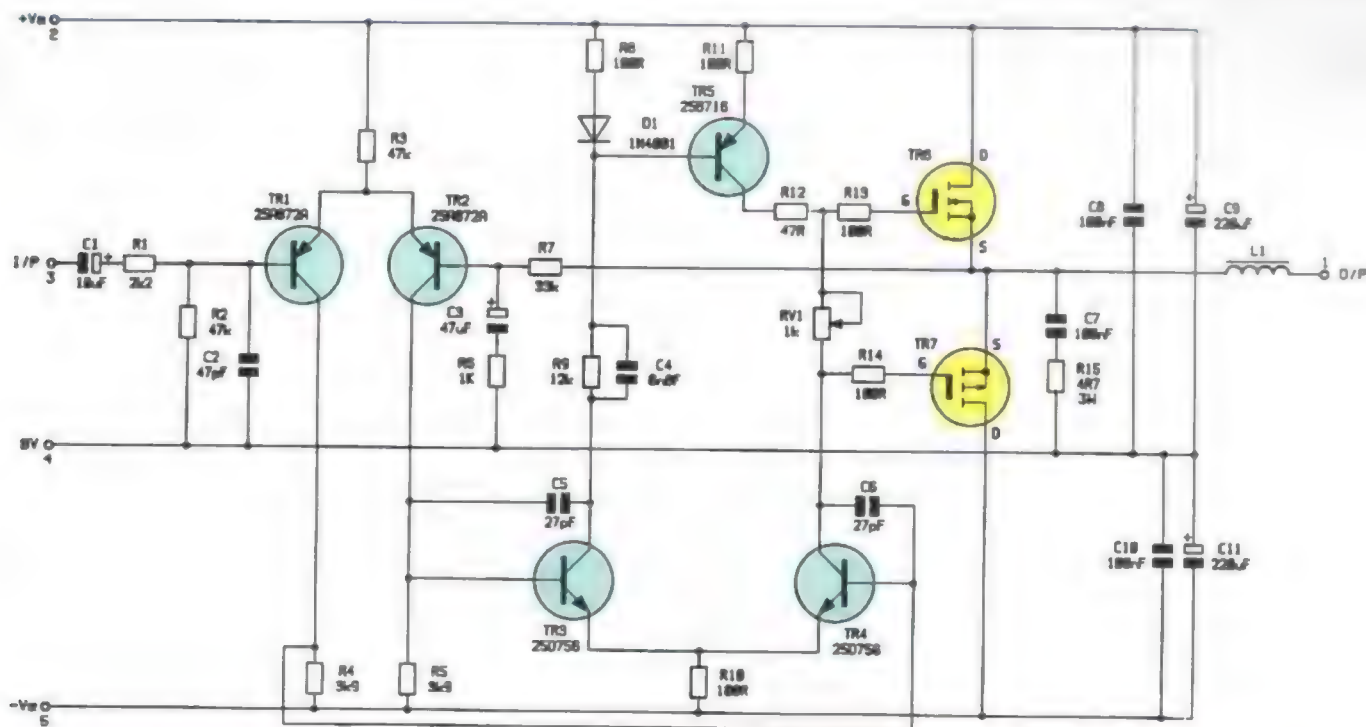 +Vs
2
R8
100R
R11
100R
TR5
2SB716
D1
1N4001
R3
47k
TR6
D
G
S
R12
47R
R13
100R
C8
100nF
C9
220uF
TR1
2SA872A
TR2
2SA872A
I/P
3
C1
10uF
R1
2k2
R7
33k
L1
1
O/P
R2
47k
C2
47pF
C3
47uF
R6
1K
R9
12k
C4
RV1
1k
R14
100R
TR7
S
G
D
C7
100nF
R15
4R7
3W
0V
4
C5
27pF
C6
27pF
C10
100nF
C11
220uF
TR3
2SD756
TR4
2SD756
R4
3k9
R5
3k9
R10
100R
-Vs
5